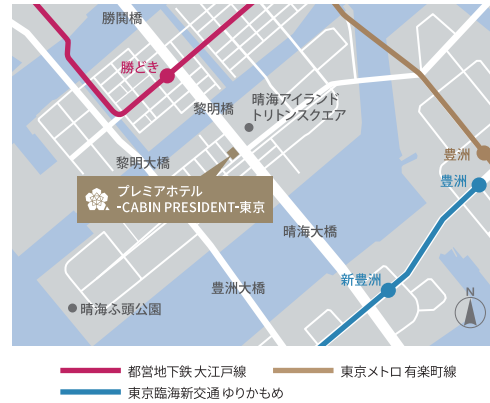 勝鬨橋
勝どき
黎明橋
晴海アイランド
トリトンスクエア
豊洲
黎明大橋
豊洲
プレミアホテル
-CABIN PRESIDENT-東京
晴海大橋
新豊洲
豊洲大橋
N
晴海ふ頭公園
都営地下鉄 大江戸線
東京メトロ 有楽町線
東京臨海新交通 ゆりかもめ